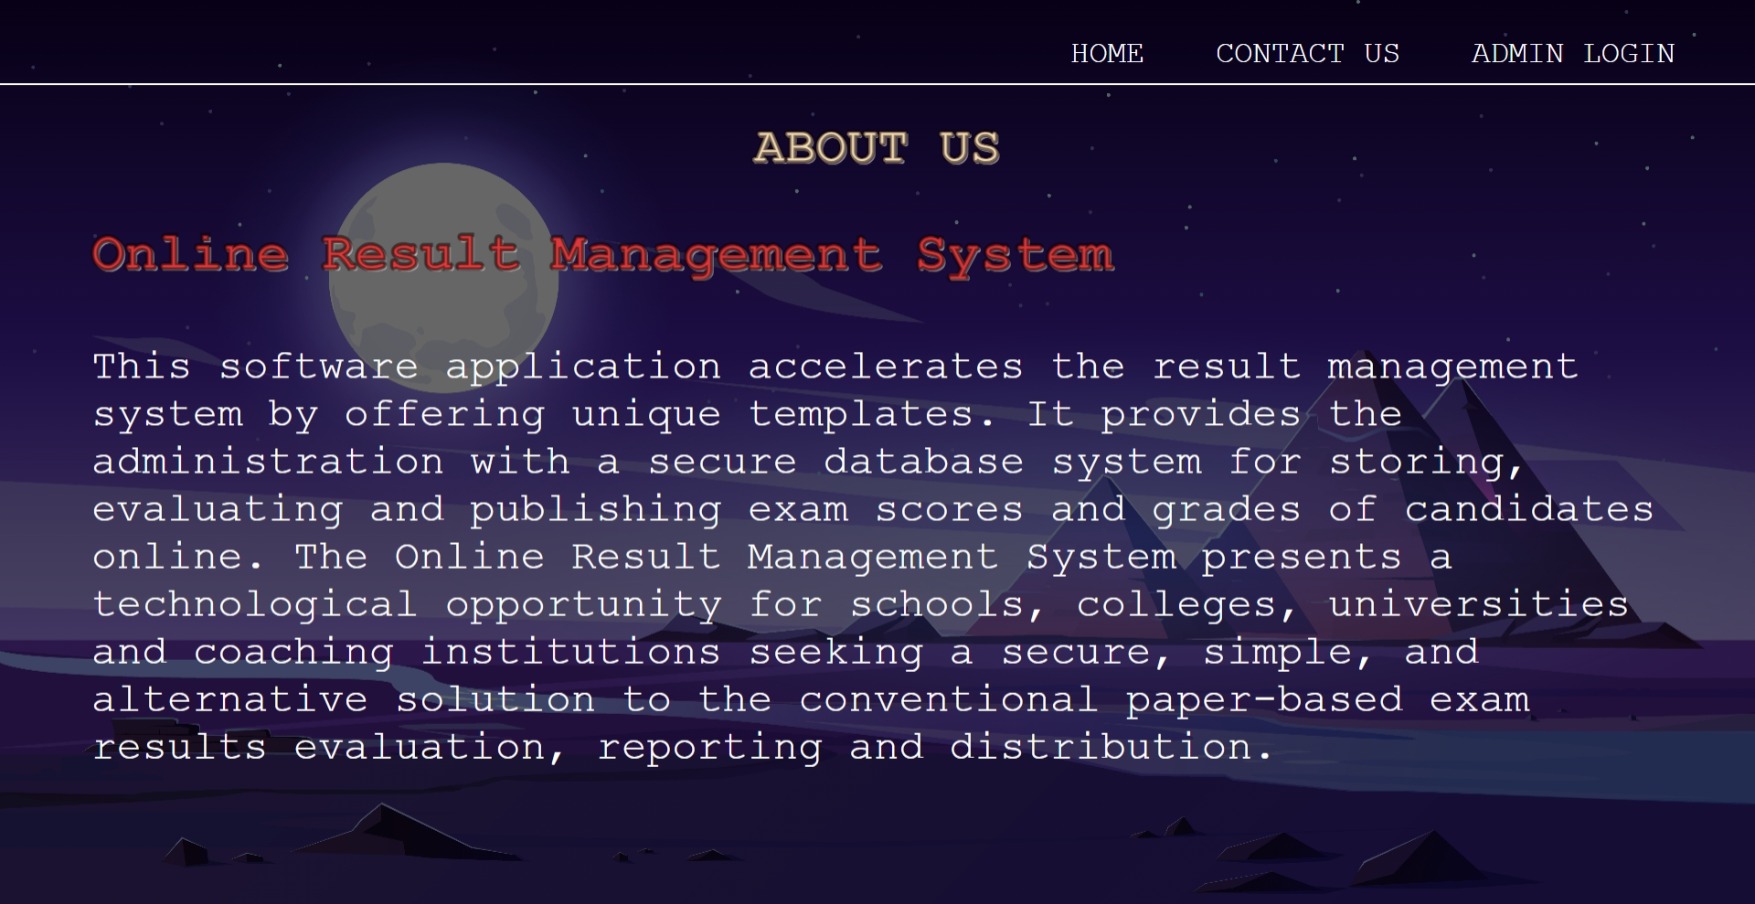 HOME CONTACT US ADMIN LOGIN
ABOUT US
Online Result Management System
This software application accelerates the result management
system by offering unique templates. It provides the
administration with a secure database system for storing,
evaluating and publishing exam scores and grades of candidates
online. The Online Result Management System presents a
technological opportunity for schools, colleges, universities
and coaching institutions seeking a secure, simple, and
alternative solution to the conventional paper-based exam
results evaluation, reporting and distribution.